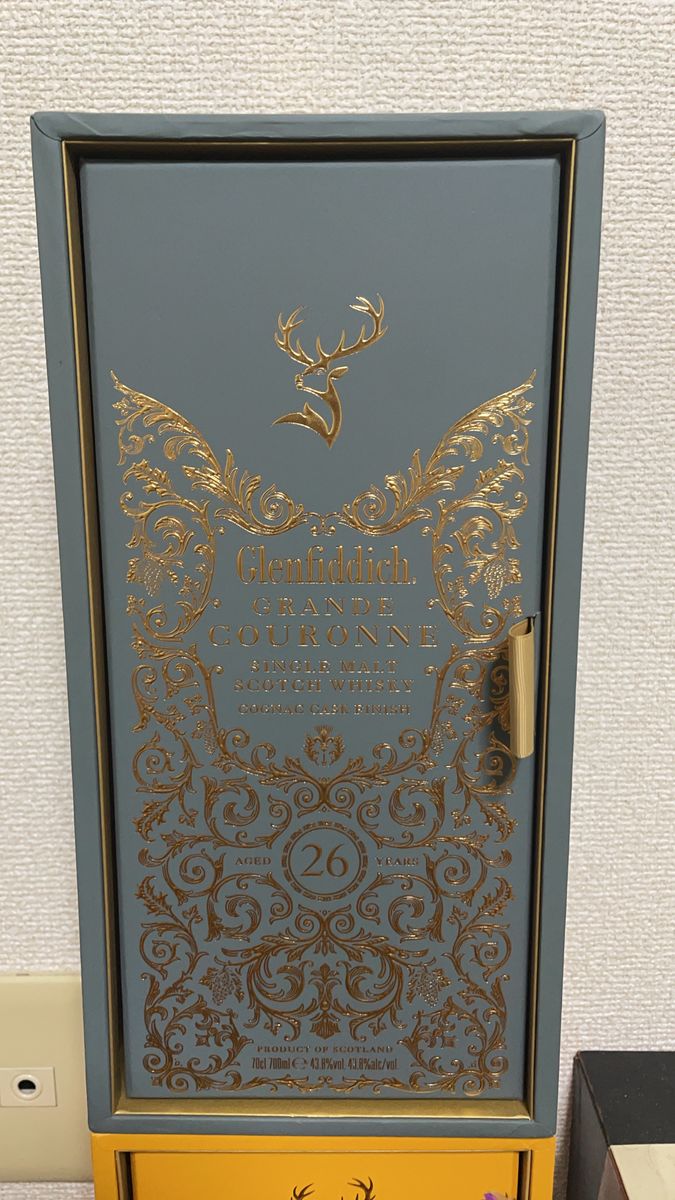 Glenfiddich.
GRANDE
COURONNE
SINGLE MALT
SCOTCH WHISKY
COGNAC CASK FINISH
AGED 26 YEARS
PRODUCT OF SCOTLAND
70cl 700ml ℮ 43.8%vol. 43.8%alc/vol.